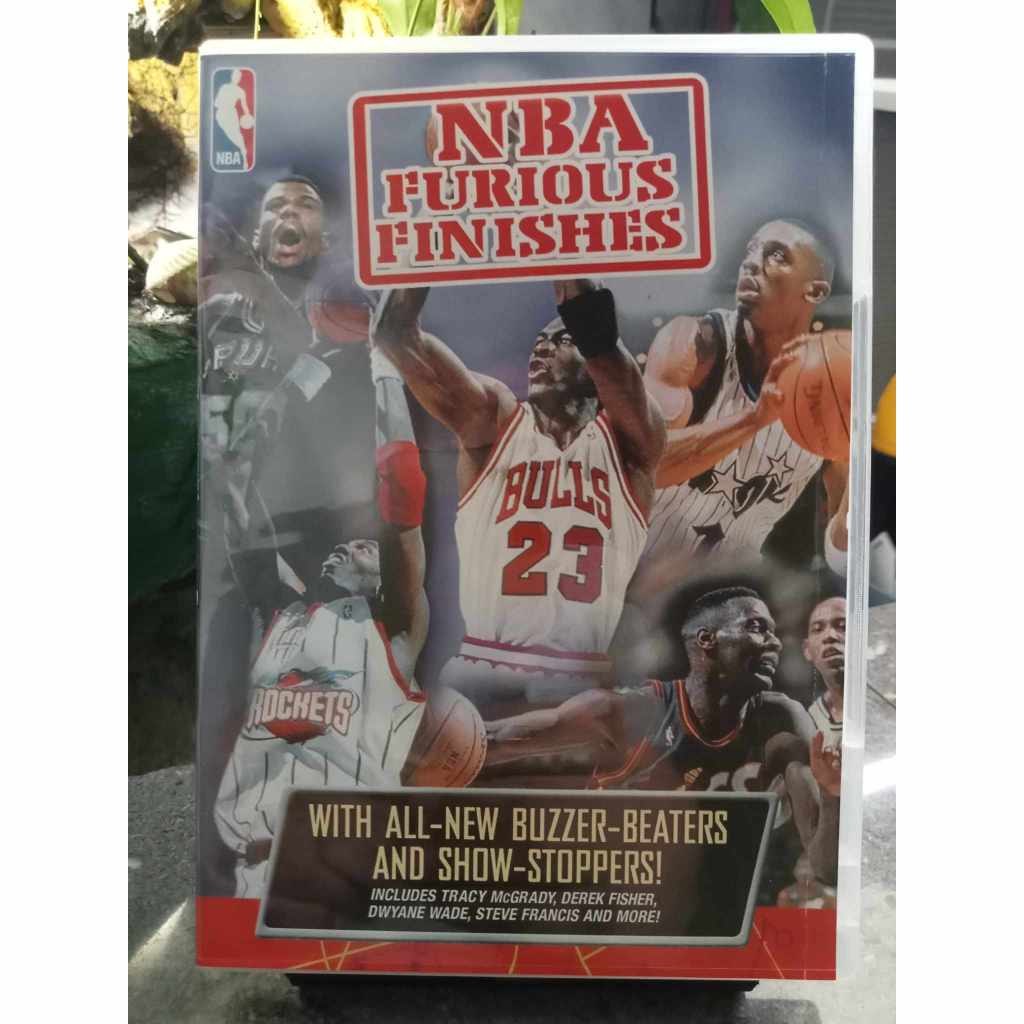 NBA
NBA
FURIOUS
FINISHES
BULLS
23
ROCKETS
WITH ALL-NEW BUZZER-BEATERS
AND SHOW-STOPPERS!
INCLUDES TRACY McGRADY, DEREK FISHER,
DWYANE WADE, STEVE FRANCIS AND MORE!